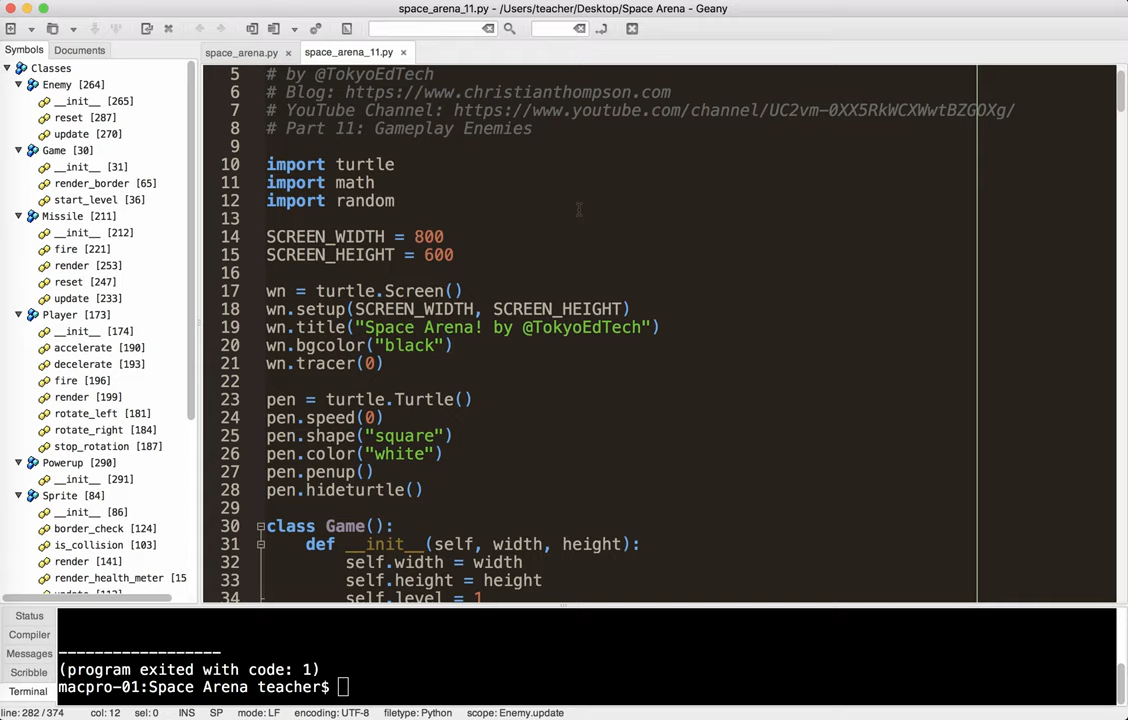 space_arena_11.py - /Users/teacher/Desktop/Space Arena - Geany
Symbols Documents
space_arena.py space_arena_11.py
Classes
Enemy [264]
__init__ [265]
reset [287]
update [270]
Game [30]
__init__ [31]
render_border [65]
start_level [36]
Missile [211]
__init__ [212]
fire [221]
render [253]
reset [247]
update [233]
Player [173]
__init__ [174]
accelerate [190]
decelerate [193]
fire [196]
render [199]
rotate_left [181]
rotate_right [184]
stop_rotation [187]
Powerup [290]
__init__ [291]
Sprite [84]
__init__ [86]
border_check [124]
is_collision [103]
render [141]
render_health_meter [15
5 # by @TokyoEdTech
6 # Blog: https://www.christianthompson.com
7 # YouTube Channel: https://www.youtube.com/channel/UC2vm-0XX5RkWCXWwtBZGOXg/
8 # Part 11: Gameplay Enemies
9
10 import turtle
11 import math
12 import random
13
14 SCREEN_WIDTH = 800
15 SCREEN_HEIGHT = 600
16
17 wn = turtle.Screen()
18 wn.setup(SCREEN_WIDTH, SCREEN_HEIGHT)
19 wn.title("Space Arena! by @TokyoEdTech")
20 wn.bgcolor("black")
21 wn.tracer(0)
22
23 pen = turtle.Turtle()
24 pen.speed(0)
25 pen.shape("square")
26 pen.color("white")
27 pen.penup()
28 pen.hideturtle()
29
30 class Game():
31 def __init__(self, width, height):
32 self.width = width
33 self.height = height
34 self.level = 1
Status
Compiler
Messages
Scribble
Terminal
------------------
(program exited with code: 1)
macpro-01:Space Arena teacher$
line: 282 / 374 col: 12 sel: 0 INS SP mode: LF encoding: UTF-8 filetype: Python scope: Enemy.update